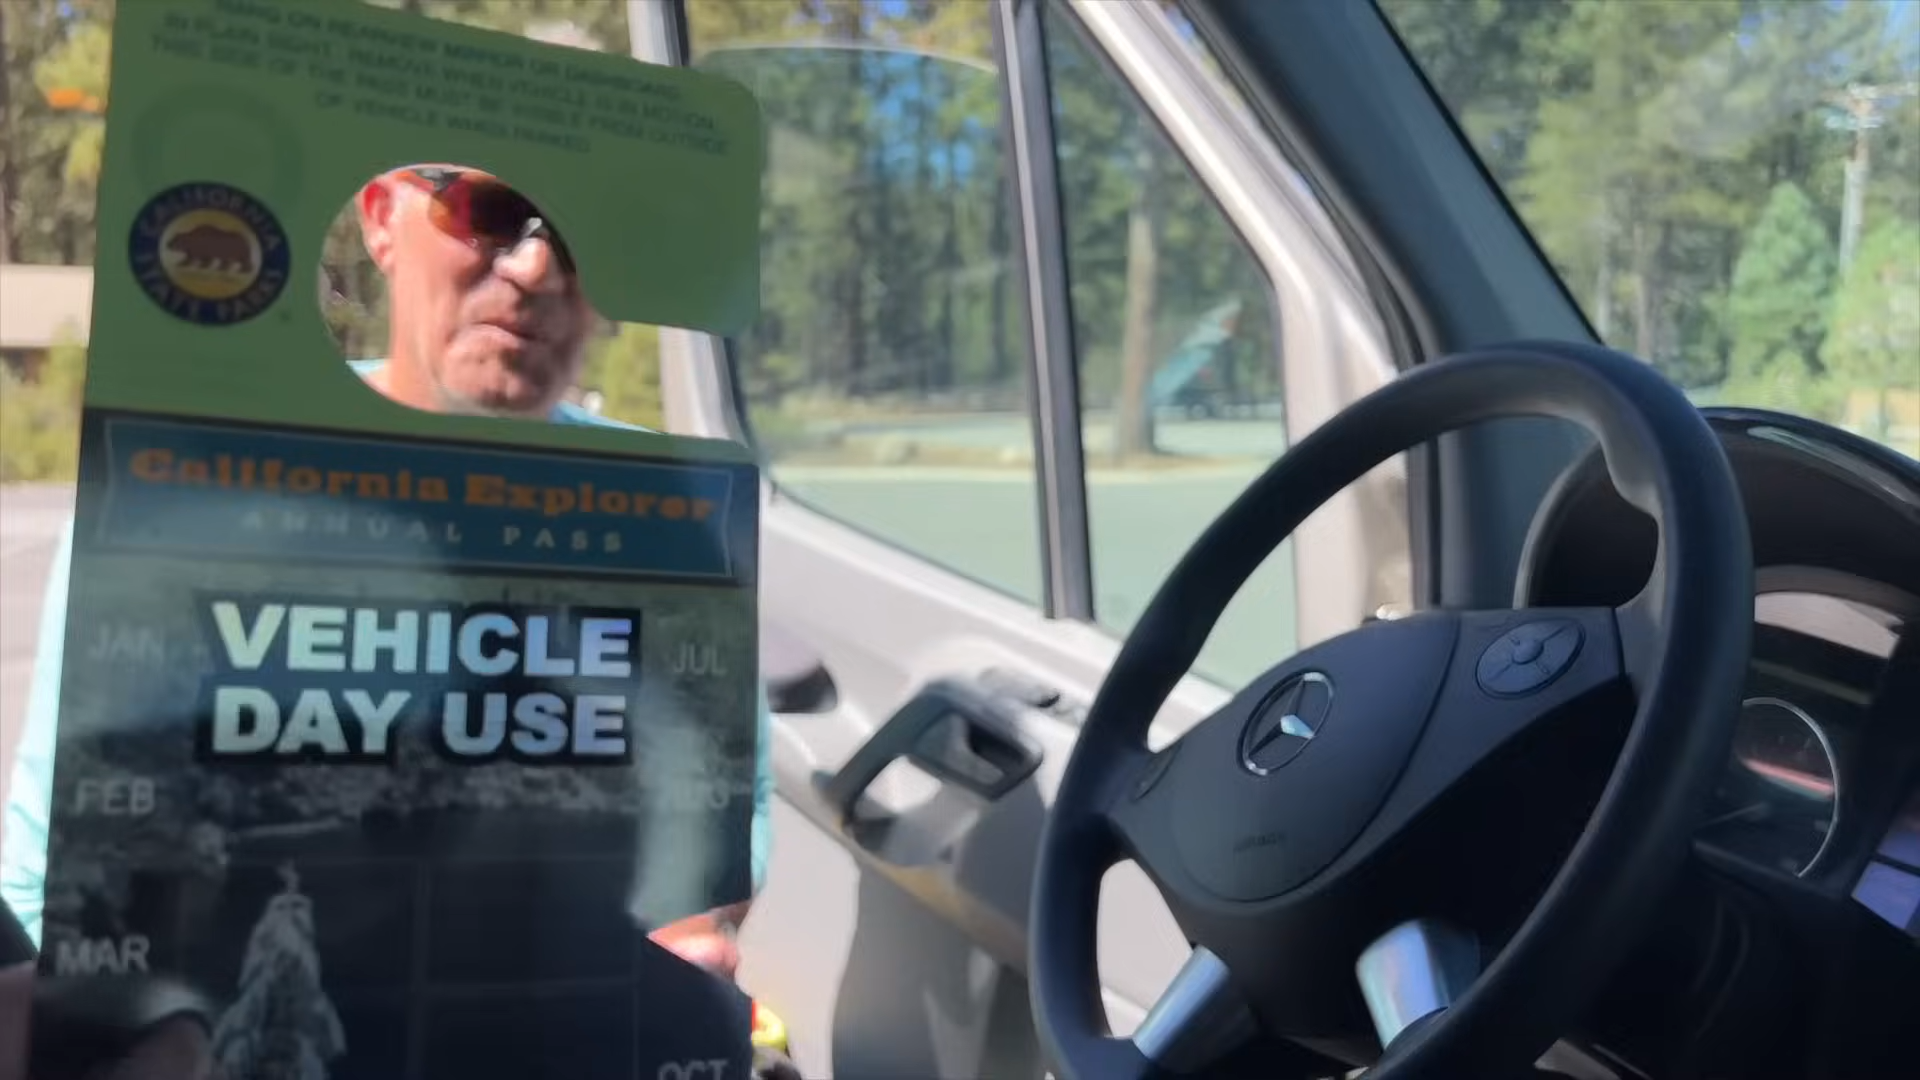 HANG ON REARVIEW MIRROR OR DASHBOARD
IN PLAIN SIGHT. REMOVE WHEN VEHICLE IS IN MOTION.
THIS SIDE OF THE PASS MUST BE VISIBLE FROM OUTSIDE
OF VEHICLE WHEN PARKED
CALIFORNIA
STATE PARKS
California Explorer
ANNUAL PASS
VEHICLE
DAY USE
JAN
JUL
FEB
AUG
MAR
OCT